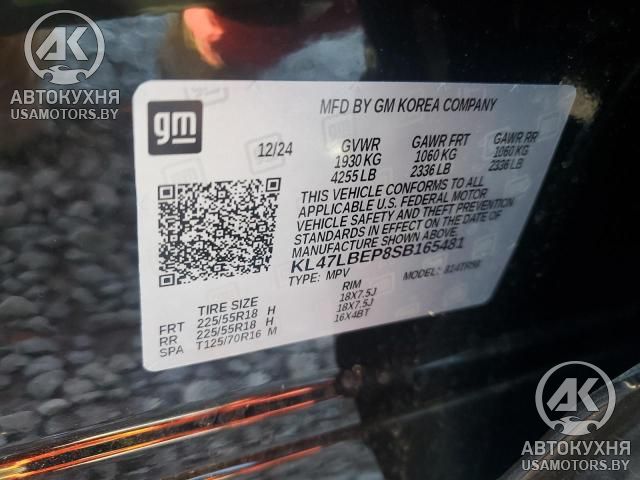 AK
АВТОКУХНЯ
USAMOTORS.BY
gm
MFD BY GM KOREA COMPANY
12/24 GVWR GAWR FRT GAWR RR
1930 KG 1060 KG 1060 KG
4255 LB 2336 LB 2336 LB
THIS VEHICLE CONFORMS TO ALL
APPLICABLE U.S. FEDERAL MOTOR
VEHICLE SAFETY AND THEFT PREVENTION
STANDARDS IN EFFECT ON THE DATE OF
MANUFACTURE SHOWN ABOVE.
KL47LBEP8SB165481
TYPE: MPV MODEL:
TIRE SIZE RIM
FRT 225/55R18 H 18X7.5J
RR 225/55R18 H 18X7.5J
SPA T125/70R16 M 16X4BT
AK
АВТОКУХНЯ
USAMOTORS.BY